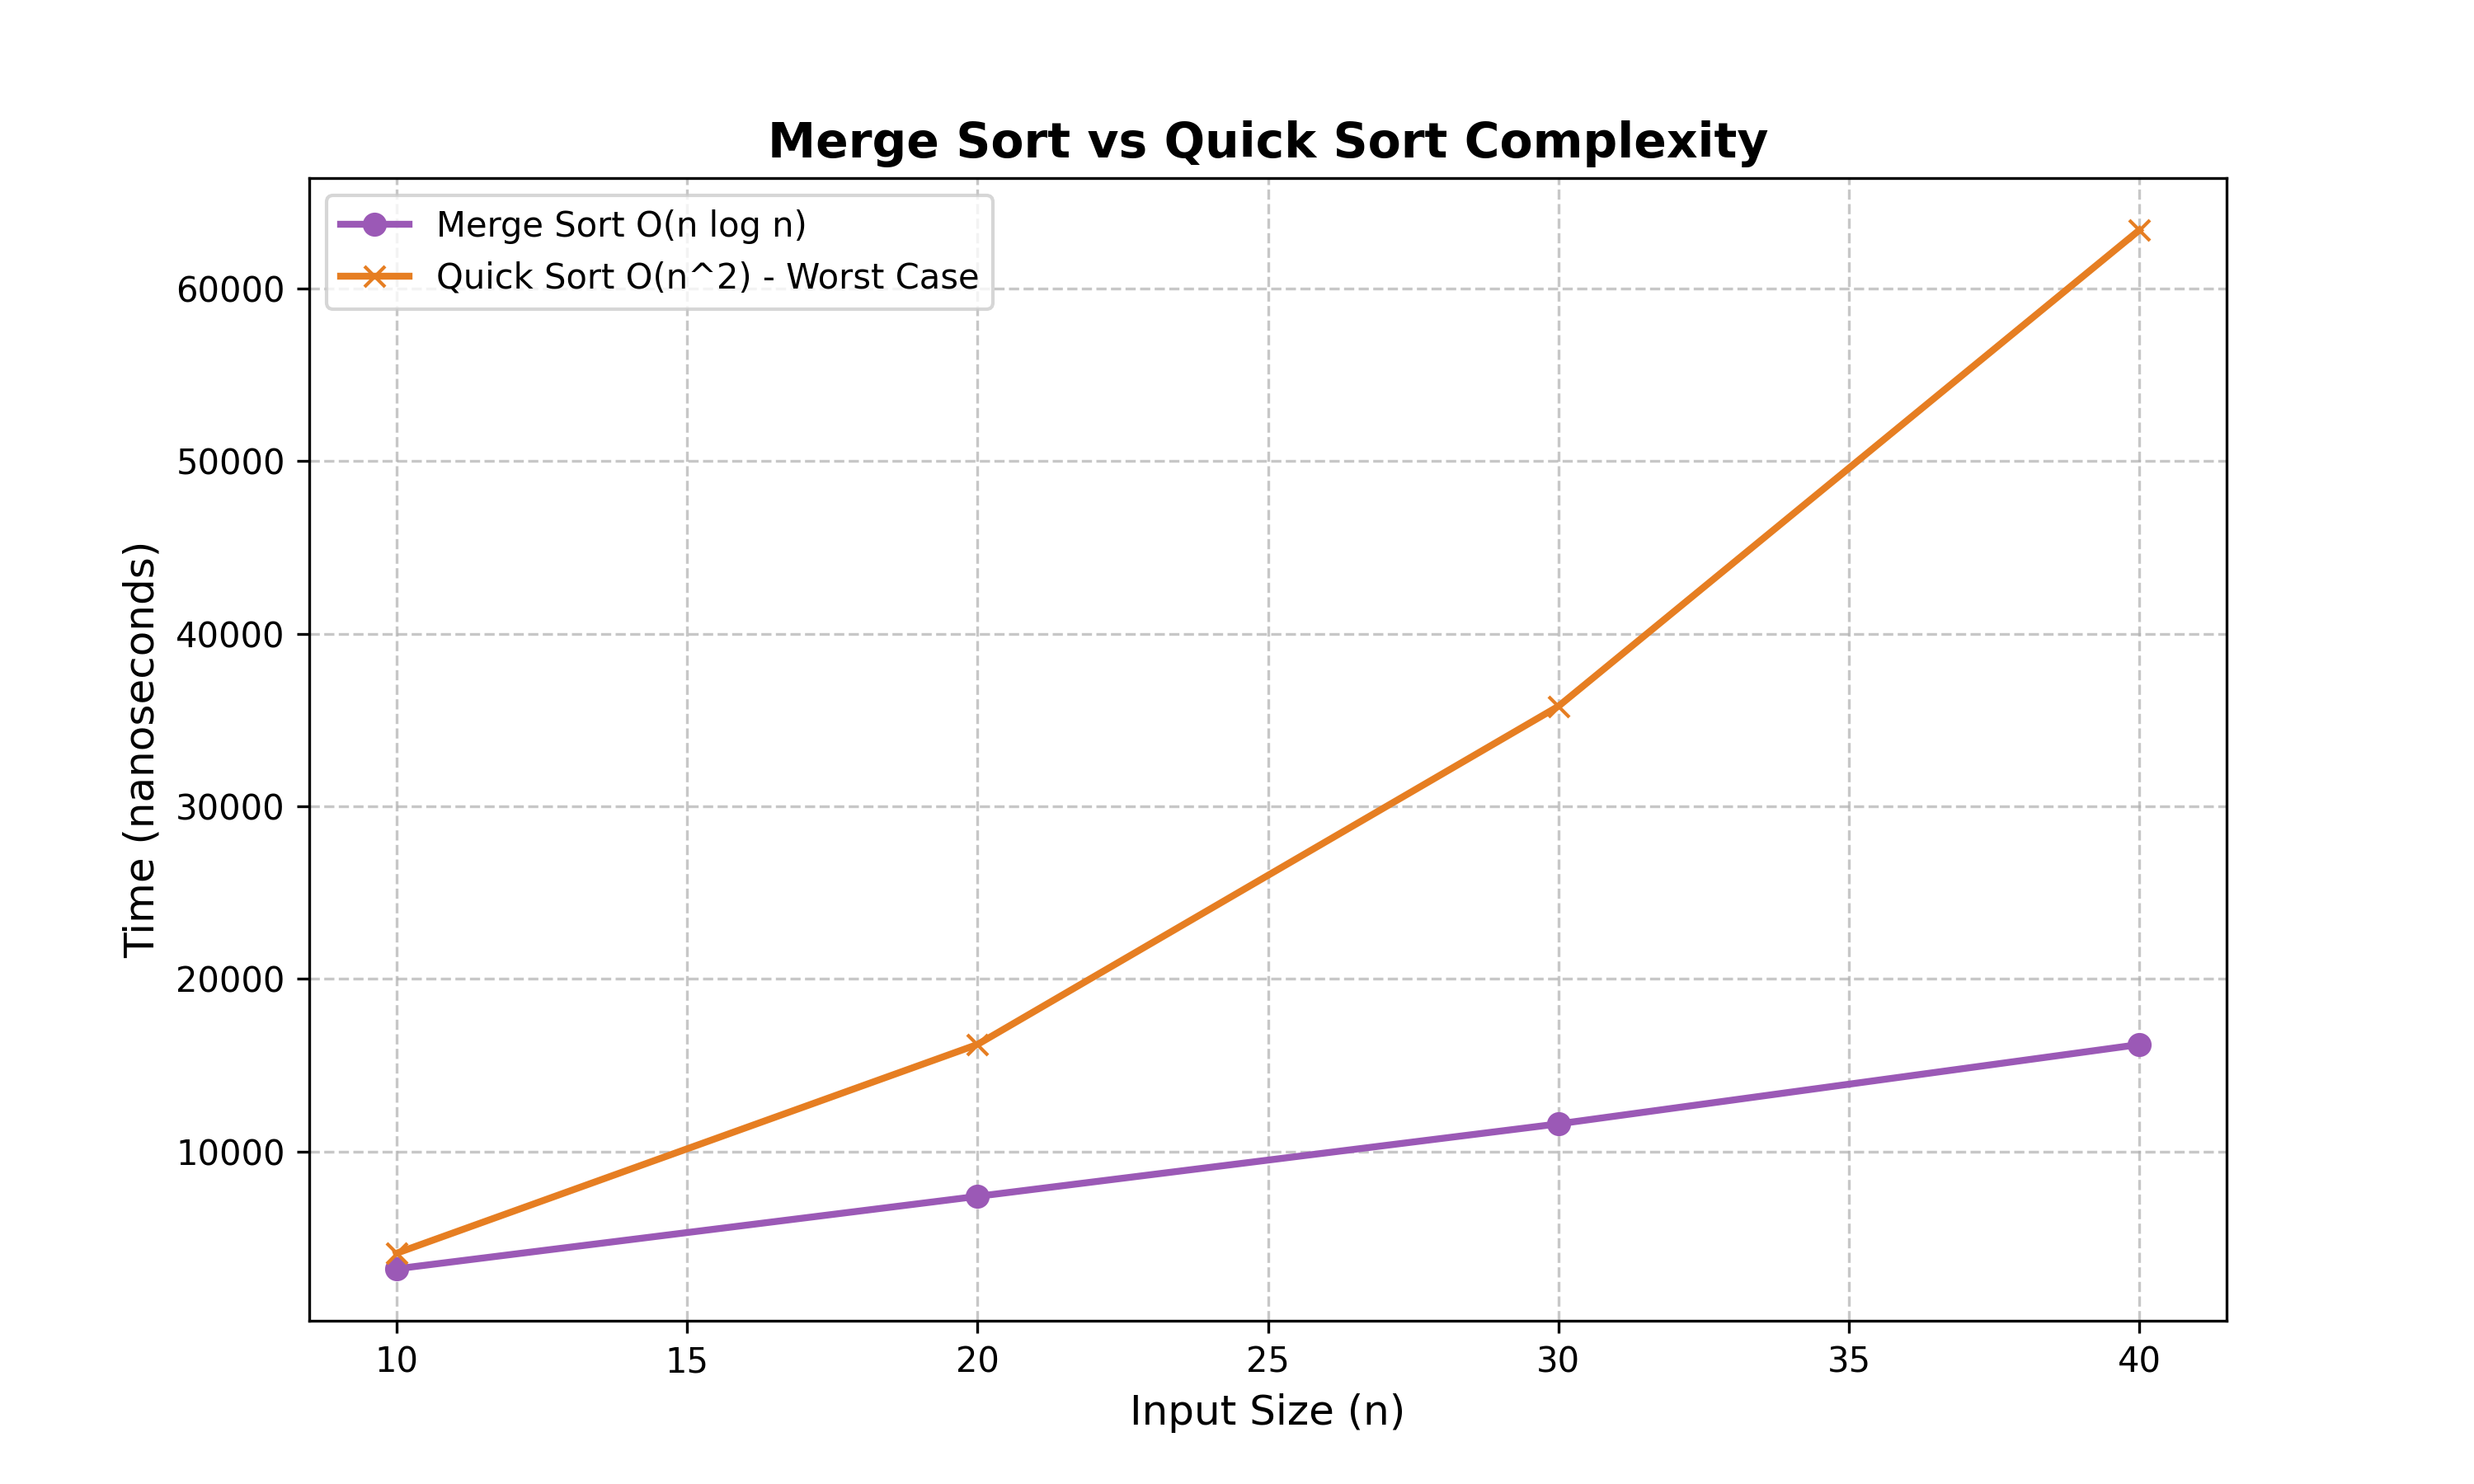 Merge Sort vs Quick Sort Complexity
Merge Sort O(n log n)
Quick Sort O(n^2) - Worst Case
60000
50000
40000
30000
20000
10000
Time (nanoseconds)
10 15 20 25 30 35 40
Input Size (n)